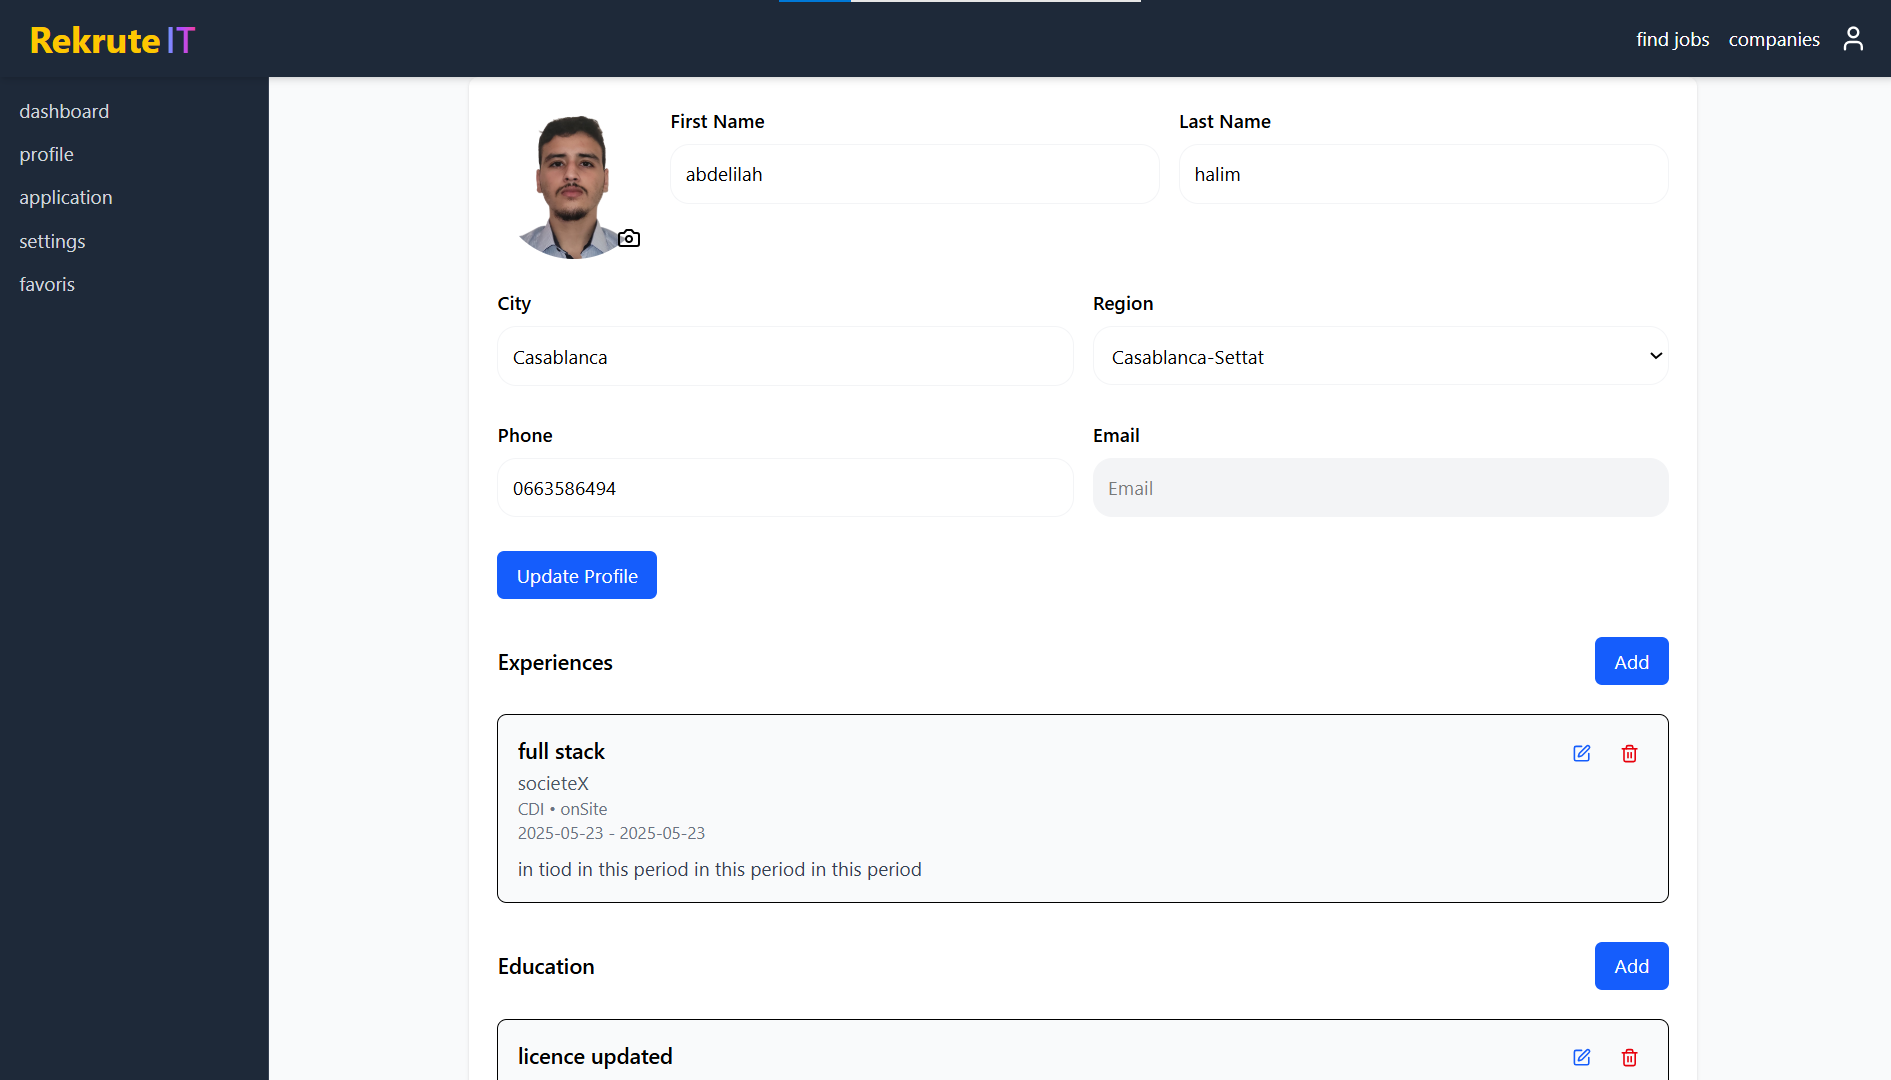 Rekrute IT
find jobs
companies
dashboard
profile
application
settings
favoris
First Name
Last Name
abdelilah
halim
City
Region
Casablanca
Casablanca-Settat
Phone
Email
0663586494
Email
Update Profile
Experiences
Add
full stack
societeX
CDI • onSite
2025-05-23 - 2025-05-23
in tiod in this period in this period in this period
Education
Add
licence updated